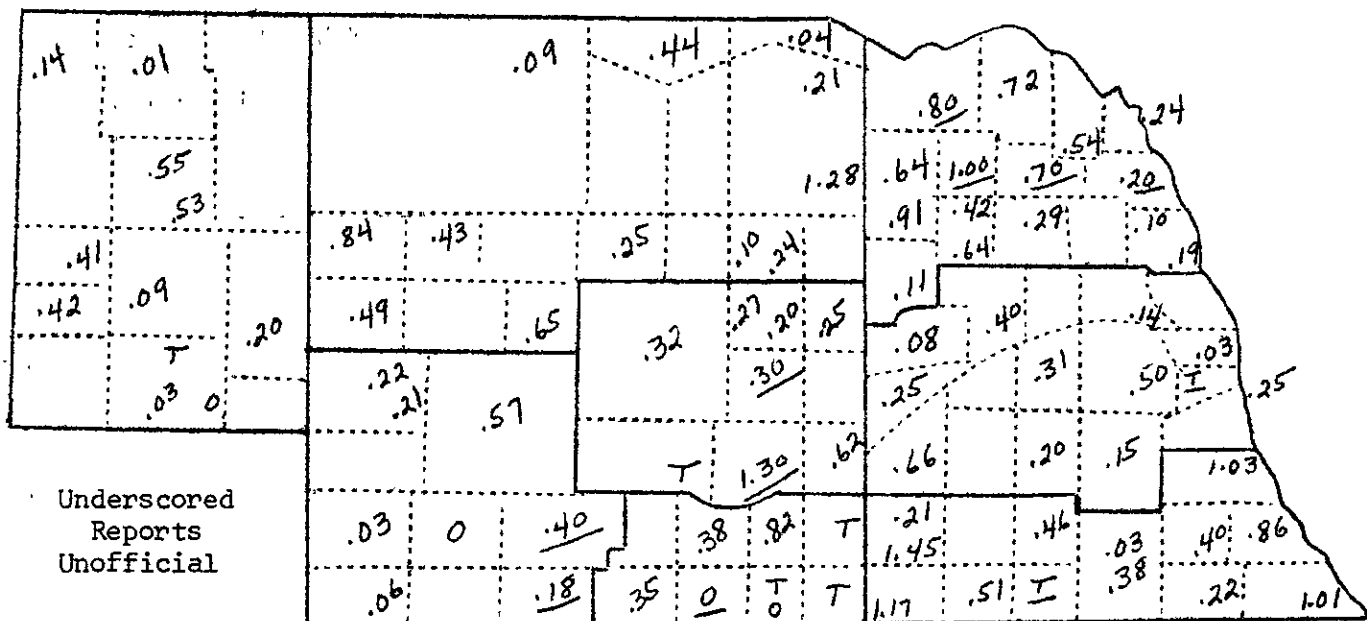 .14 .01 .09 .44 .04
.21
.80 .72
.24
.54
.55
.53
1.28 .64 1.00 .70 .20
.91 .42 .29 .10
.84 .43 .25 .10 .24 .64 .19
.41
.42 .09 .49 .65 .32 .27 .20 .25 .11 .40 .14
.20 .08 .03
T .22 .30 .31 .50 T
.03 0 .21 .57 .25 .25
T 1.30 .62 .66 .20 .15 1.03
Underscored
Reports
Unofficial
.03 0 .40 .38 .82 T .21 .46 .03 .40 .86
1.45 .38
.06 .18 .35 0 T T 1.17 .51 T .22 1.01
0